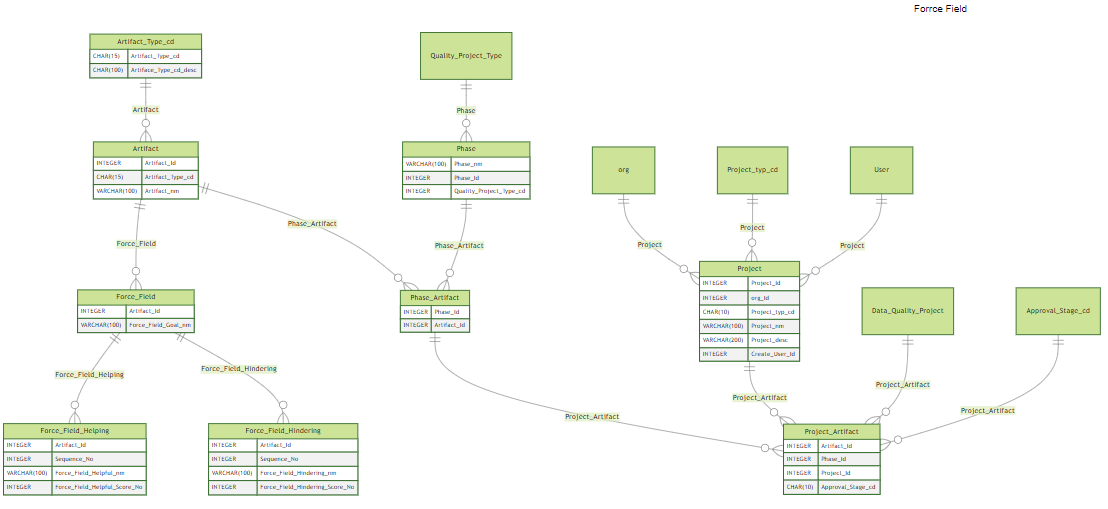 Forrce Field
Artifact_Type_cd
CHAR(15) Artifact_Type_cd
CHAR(100) Artiface_Type_cd_desc
Quality_Project_Type
Artifact
Phase
Artifact
INTEGER Artifact_Id
CHAR(15) Artifact_Type_cd
VARCHAR(100) Artifact_nm
Phase
VARCHAR(100) Phase_nm
INTEGER Phase_Id
INTEGER Quality_Project_Type_cd
org
Project_typ_cd
User
Force_Field
Phase_Artifact
Phase_Artifact
Project
Project
Project
Force_Field
INTEGER Artifact_Id
VARCHAR(100) Force_Field_Goal_nm
Phase_Artifact
INTEGER Phase_Id
INTEGER Artifact_Id
Project
INTEGER Project_Id
INTEGER org_Id
CHAR(10) Project_typ_cd
VARCHAR(100) Project_nm
VARCHAR(200) Project_desc
INTEGER Create_User_Id
Data_Quality_Project
Approval_Stage_cd
Force_Field_Helping
Force_Field_Hindering
Project_Artifact
Project_Artifact
Project_Artifact
Project_Artifact
Force_Field_Helping
INTEGER Artifact_Id
INTEGER Sequence_No
VARCHAR(100) Force_Field_Helpful_nm
INTEGER Force_Field_Helpful_Score_No
Force_Field_Hindering
INTEGER Artifact_Id
INTEGER Sequence_No
VARCHAR(100) Force_Field_Hindering_nm
INTEGER Force_Field_Hindering_Score_No
Project_Artifact
INTEGER Artifact_Id
INTEGER Phase_Id
INTEGER Project_Id
CHAR(10) Approval_Stage_cd